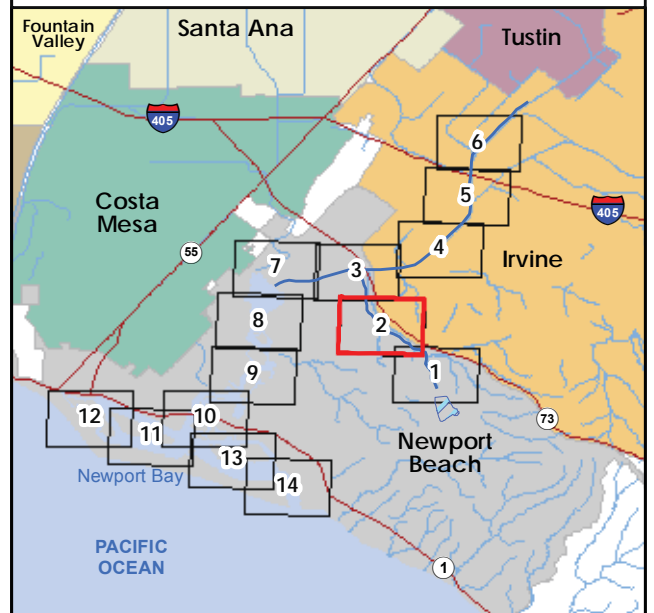 Fountain
Valley
Santa Ana
Tustin
405
6
5
Costa
Mesa
405
55
4
Irvine
7
3
8
2
9
1
12
10
11
73
13
Newport
Beach
Newport Bay
14
PACIFIC
OCEAN
1